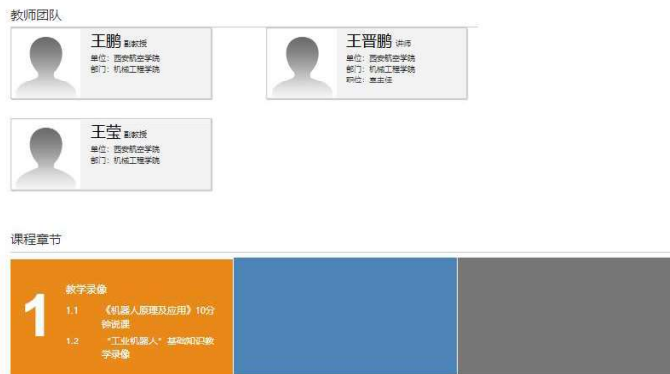 教师团队
王鹏 副教授
单位：西安航空学院
部门：机械工程学院
王晋鹏 讲师
单位：西安航空学院
部门：机械工程学院
职位：室主任
王莹 副教授
单位：西安航空学院
部门：机械工程学院
课程章节
1
教学录像
1.1 《机器人原理及应用》10分
钟说课
1.2 “工业机器人”基础知识教
学录像